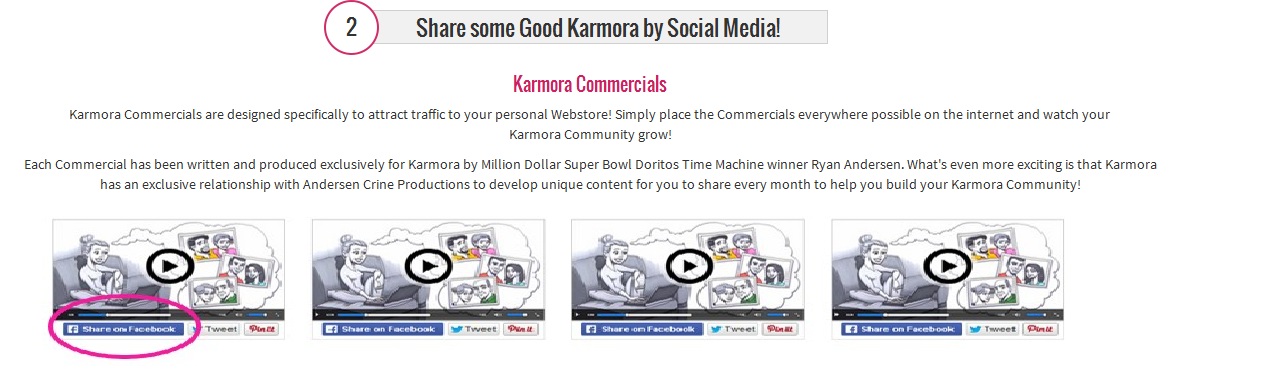 2 Share some Good Karmora by Social Media!
Karmora Commercials
Karmora Commercials are designed specifically to attract traffic to your personal Webstore! Simply place the Commercials everywhere possible on the internet and watch your
Karmora Community grow!
Each Commercial has been written and produced exclusively for Karmora by Million Dollar Super Bowl Doritos Time Machine winner Ryan Andersen. What's even more exciting is that Karmora
has an exclusive relationship with Andersen Crine Productions to develop unique content for you to share every month to help you build your Karmora Community!
Share on Facebook Tweet Pin it
Share on Facebook Tweet Pin it
Share on Facebook Tweet Pin it
Share on Facebook Tweet Pin it